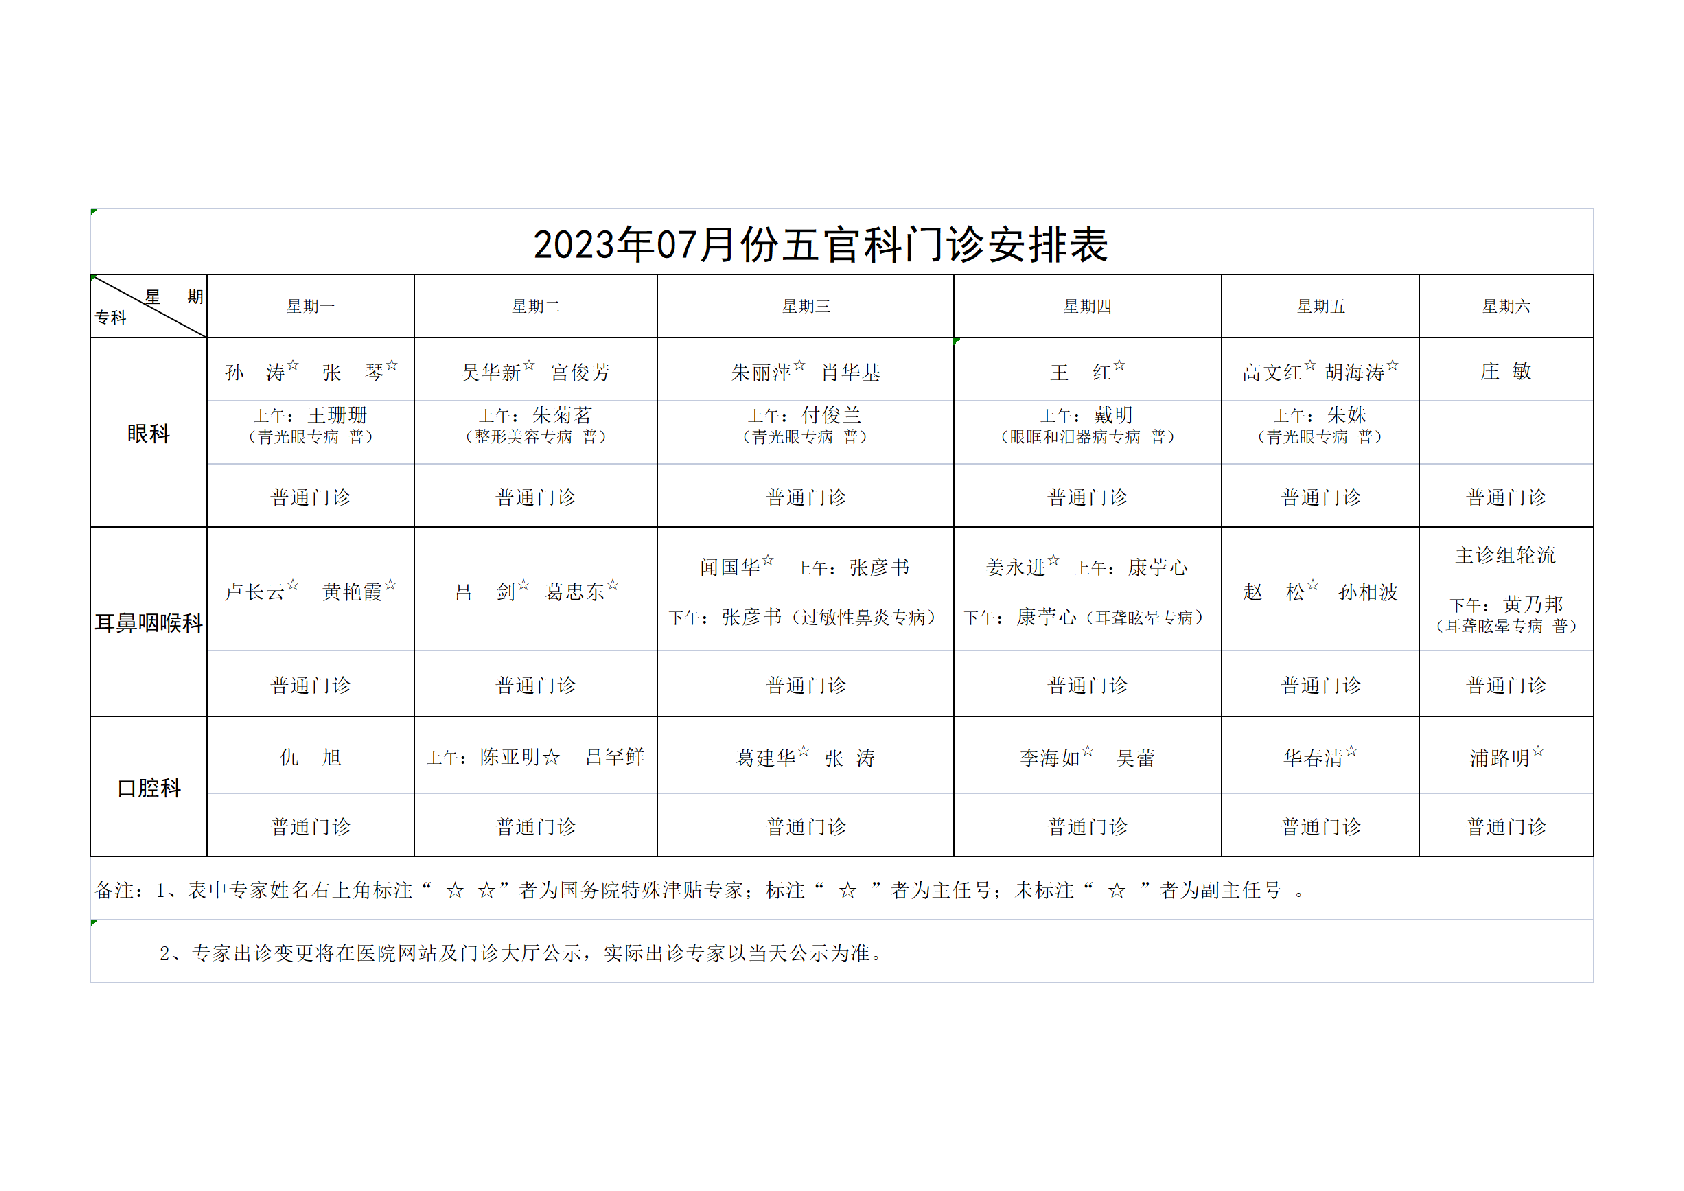 2023年07月份五官科门诊安排表
星 期
专科
星期一 星期二 星期三 星期四 星期五 星期六
眼科
孙 涛☆ 张 琴☆ 吴华新☆ 宫俊芳 朱丽萍☆ 肖华基 王 红☆ 高文红☆ 胡海涛☆ 庄 敏
上午：王珊珊 上午：朱菊茗 上午：付俊兰 上午：戴明 上午：朱姝
（青光眼专病 普） （整形美容专病 普） （青光眼专病 普） （眼眶和泪器病专病 普） （青光眼专病 普）
普通门诊 普通门诊 普通门诊 普通门诊 普通门诊 普通门诊
耳鼻咽喉科
卢长云☆ 黄艳霞☆ 吕 剑☆ 葛忠东☆ 闻国华☆ 上午：张彦书 姜永进☆ 上午：康苧心 赵 松☆ 孙相波 主诊组轮流
下午：张彦书（过敏性鼻炎专病） 下午：康苧心（耳聋眩晕专病） 下午：黄乃邦
（耳聋眩晕专病 普）
普通门诊 普通门诊 普通门诊 普通门诊 普通门诊 普通门诊
口腔科
仇 旭 上午：陈亚明☆ 吕罕鲜 葛建华☆ 张 涛 李海如☆ 吴蕾 华春清☆ 浦路明☆
普通门诊 普通门诊 普通门诊 普通门诊 普通门诊 普通门诊
备注：1、表中专家姓名右上角标注“ ☆ ☆”者为国务院特殊津贴专家；标注“ ☆ ”者为主任号；未标注“ ☆ ”者为副主任号 。
2、专家出诊变更将在医院网站及门诊大厅公示，实际出诊专家以当天公示为准。